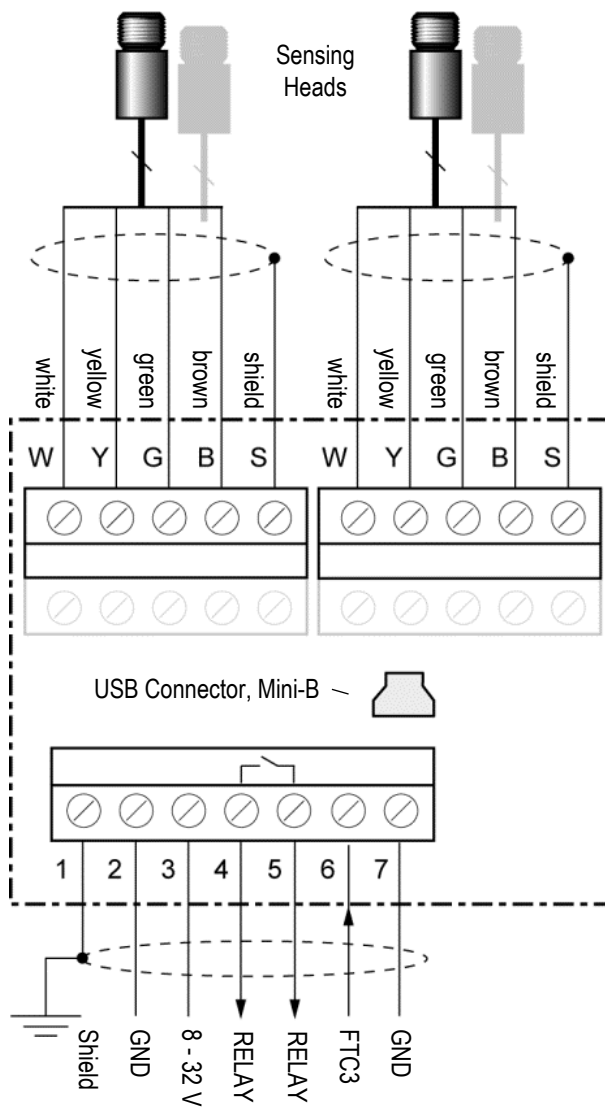 Sensing
Heads
white yellow green brown shield white yellow green brown shield
W Y G B S W Y G B S
USB Connector, Mini-B
1 2 3 4 5 6 7
Shield GND 8 - 32 V RELAY RELAY FTC3 GND